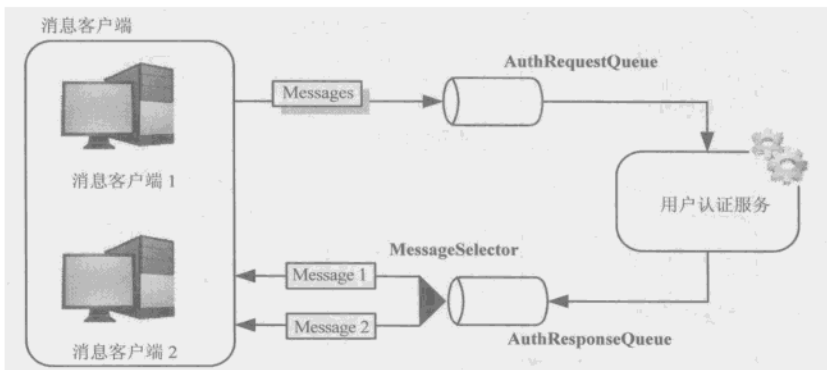 消息客户端
AuthRequestQueue
Messages
消息客户端 1
用户认证服务
MessageSelector
Message 1
Message 2
AuthResponseQueue
消息客户端 2